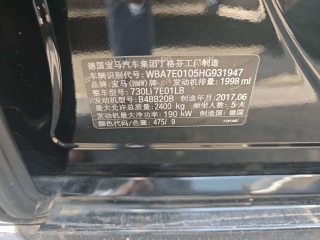 德国宝马汽车集团丁格芬工厂制造
车辆识别代号: WBA7E0105HG931947
品牌: 宝马(BMW)牌 发动机排量: 1998 ml
整车型号: 730Li 7E01LB
发动机型号: B48B20B 制造年月: 2017.06
最大允许总质量: 2400 kg 乘坐人数: 5人
发动机最大净功率: 190 kW 制造国: 德国
颜色/色标: 475/9